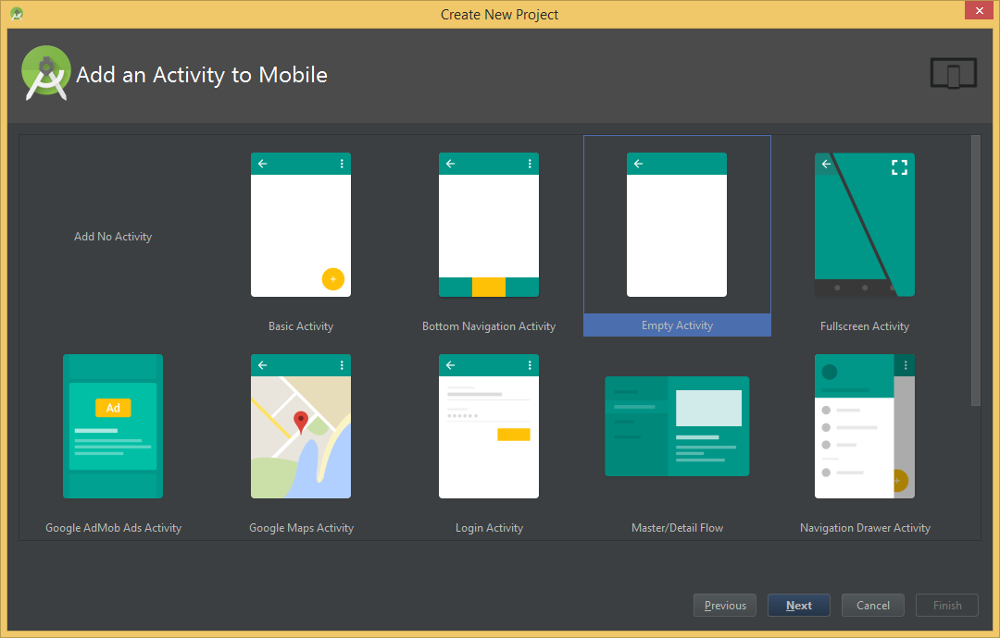 Create New Project
Add an Activity to Mobile
Add No Activity
Basic Activity
Bottom Navigation Activity
Empty Activity
Fullscreen Activity
Ad
Google AdMob Ads Activity
Google Maps Activity
Login Activity
Master/Detail Flow
Navigation Drawer Activity
Previous
Next
Cancel
Finish